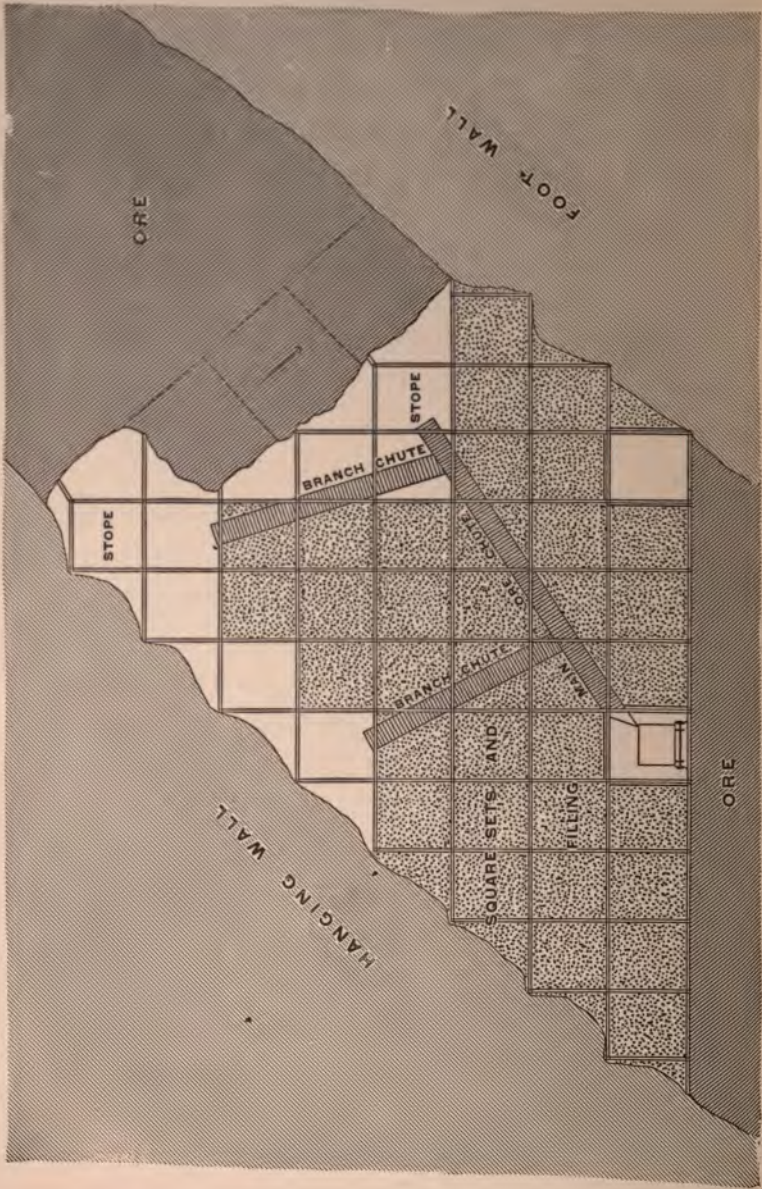 ORE
FOOT WALL
STOPE
BRANCH CHUTE
STOPE
MAIN ORE CHUTE
BRANCH CHUTE
HANGING WALL
SQUARE SETS AND
FILLING
ORE